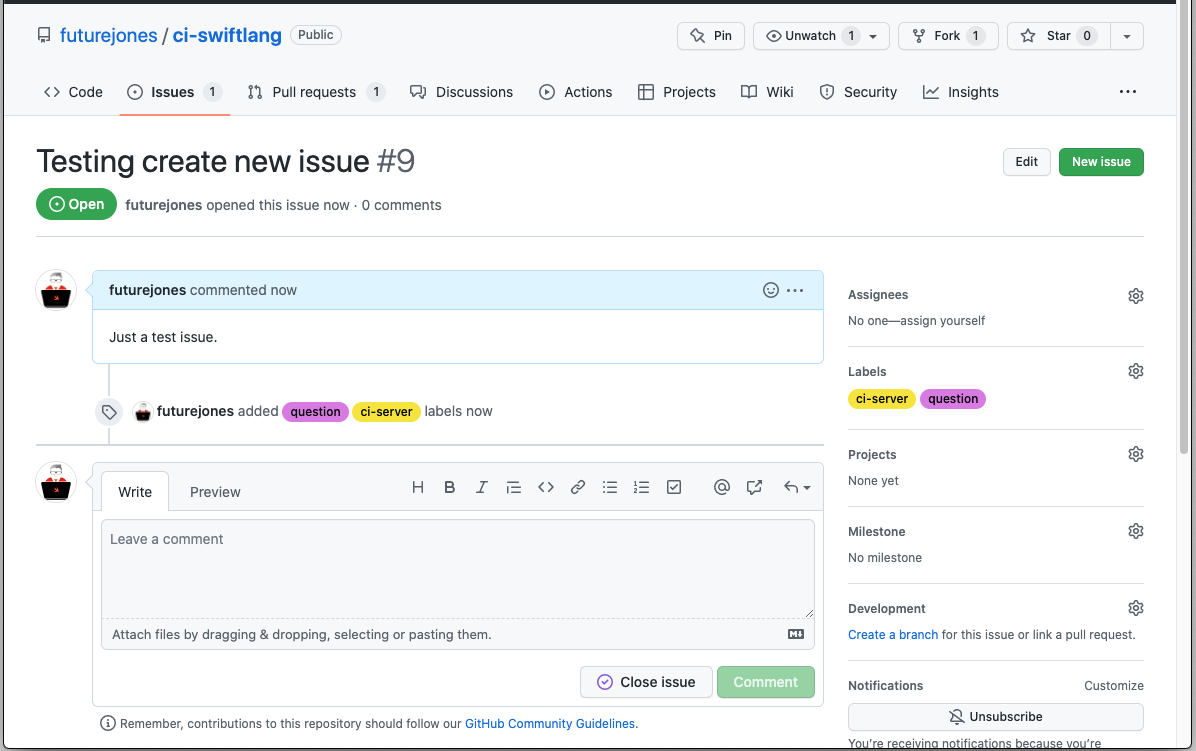 futurejones / ci-swiftlang Public Pin Unwatch 1 Fork 1 Star 0
Code Issues 1 Pull requests 1 Discussions Actions Projects Wiki Security Insights
Testing create new issue #9 Edit New issue
Open futurejones opened this issue now · 0 comments
futurejones commented now
Just a test issue.
futurejones added question ci-server labels now
Write Preview
Leave a comment
Attach files by dragging & dropping, selecting or pasting them.
Close issue Comment
Remember, contributions to this repository should follow our GitHub Community Guidelines.
Assignees
No one—assign yourself
Labels
ci-server question
Projects
None yet
Milestone
No milestone
Development
Create a branch for this issue or link a pull request.
Notifications Customize
Unsubscribe
You're receiving notifications because you're